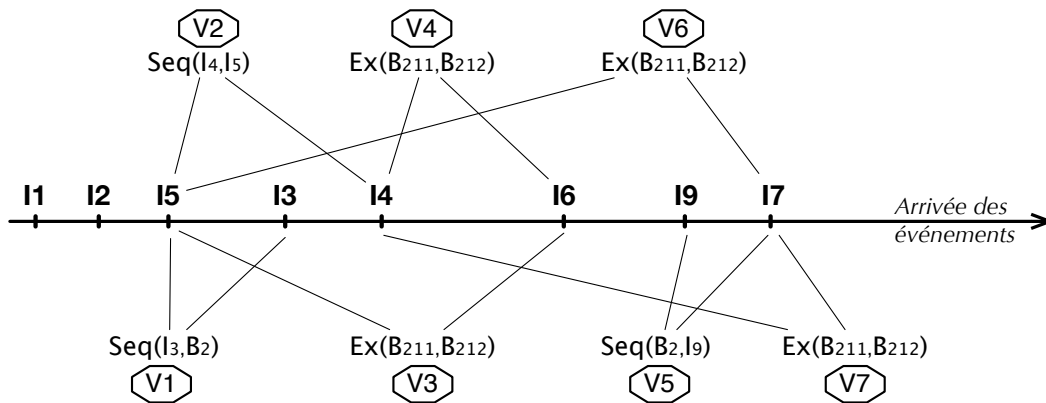 V2 V4 V6
Seq(I4,I5) Ex(B211,B212) Ex(B211,B212)
I1 I2 I5 I3 I4 I6 I9 I7
Arrivée des
événements
Seq(I3,B2) Ex(B211,B212) Seq(B2,I9) Ex(B211,B212)
V1 V3 V5 V7